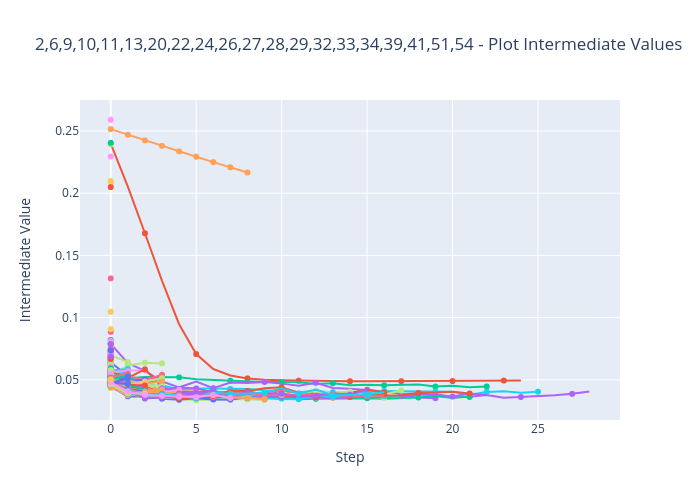 2,6,9,10,11,13,20,22,24,26,27,28,29,32,33,34,39,41,51,54 - Plot Intermediate Values
0.25
0.2
0.15
0.1
0.05
Intermediate Value
0 5 10 15 20 25
Step